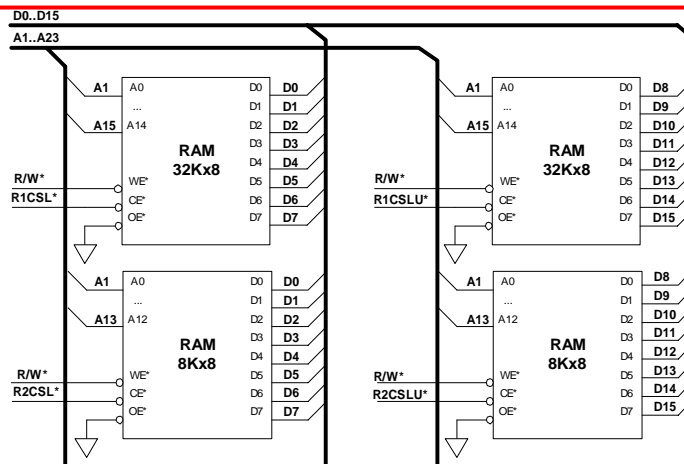 D0..D15
A1..A23
A1 A0 D0 D0
... D1 D1
A15 A14 D2 D2
RAM D3 D3
32Kx8 D4 D4
R/W* WE* D5 D5
R1CSL* CE* D6 D6
OE* D7 D7
A1 A0 D0 D8
... D1 D9
A15 A14 D2 D10
RAM D3 D11
32Kx8 D4 D12
R/W* WE* D5 D13
R1CSLU* CE* D6 D14
OE* D7 D15
A1 A0 D0 D0
... D1 D1
A13 A12 D2 D2
RAM D3 D3
8Kx8 D4 D4
R/W* WE* D5 D5
R2CSL* CE* D6 D6
OE* D7 D7
A1 A0 D0 D8
... D1 D9
A13 A12 D2 D10
RAM D3 D11
8Kx8 D4 D12
R/W* WE* D5 D13
R2CSLU* CE* D6 D14
OE* D7 D15